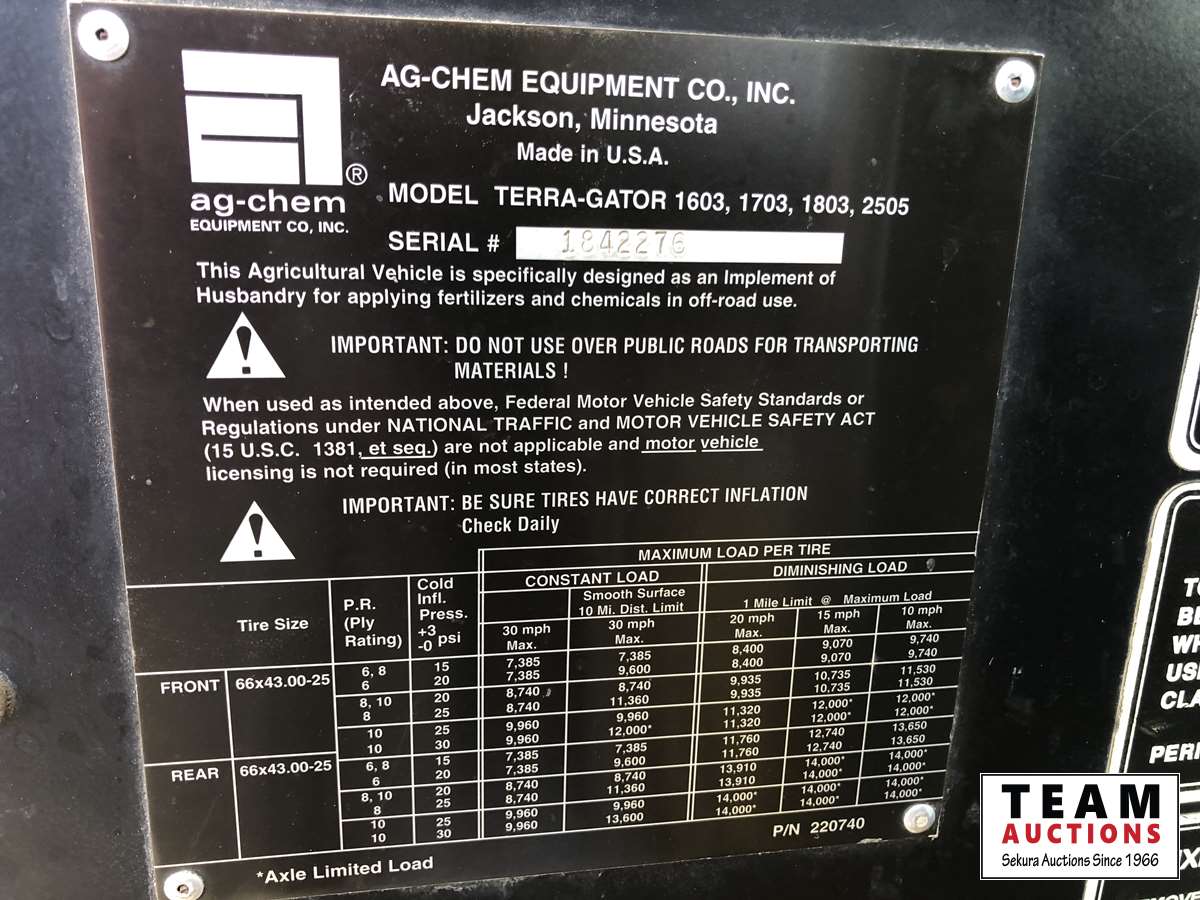 AG-CHEM EQUIPMENT CO., INC.
Jackson, Minnesota
Made in U.S.A.
®
ag-chem
EQUIPMENT CO, INC.
MODEL TERRA-GATOR 1603, 1703, 1803, 2505
SERIAL # 1842276
This Agricultural Vehicle is specifically designed as an Implement of
Husbandry for applying fertilizers and chemicals in off-road use.
IMPORTANT: DO NOT USE OVER PUBLIC ROADS FOR TRANSPORTING
MATERIALS !
When used as intended above, Federal Motor Vehicle Safety Standards or
Regulations under NATIONAL TRAFFIC and MOTOR VEHICLE SAFETY ACT
(15 U.S.C. 1381, et seq.) are not applicable and motor vehicle
licensing is not required (in most states).
IMPORTANT: BE SURE TIRES HAVE CORRECT INFLATION
Check Daily
MAXIMUM LOAD PER TIRE
CONSTANT LOAD DIMINISHING LOAD
Smooth Surface
10 Mi. Dist. Limit
1 Mile Limit @ Maximum Load
Tire Size
P.R.
(Ply
Rating)
Cold
Infl.
Press.
+3
-0 psi
30 mph
Max.
30 mph
Max.
20 mph
Max.
15 mph
Max.
10 mph
Max.
FRONT 66x43.00-25
6, 8 15 7,385 7,385 8,400 9,070 9,740
6 20 7,385 9,600 8,400 9,070 9,740
8, 10 20 8,740 8,740 9,935 10,735 11,530
8 25 8,740 11,360 9,935 10,735 11,530
10 25 9,960 9,960 11,320 12,000* 12,000*
10 30 9,960 12,000* 11,320 12,000* 12,000*
REAR 66x43.00-25
6, 8 15 7,385 7,385 11,760 12,740 13,650
6 20 7,385 9,600 11,760 12,740 13,650
8, 10 20 8,740 8,740 13,910 14,000* 14,000*
8 25 8,740 11,360 13,910 14,000* 14,000*
10 25 9,960 9,960 14,000* 14,000* 14,000*
10 30 9,960 13,600 14,000* 14,000* 14,000*
*Axle Limited Load
P/N 220740
USE
PERI
TEAM
AUCTIONS
Sekura Auctions Since 1966